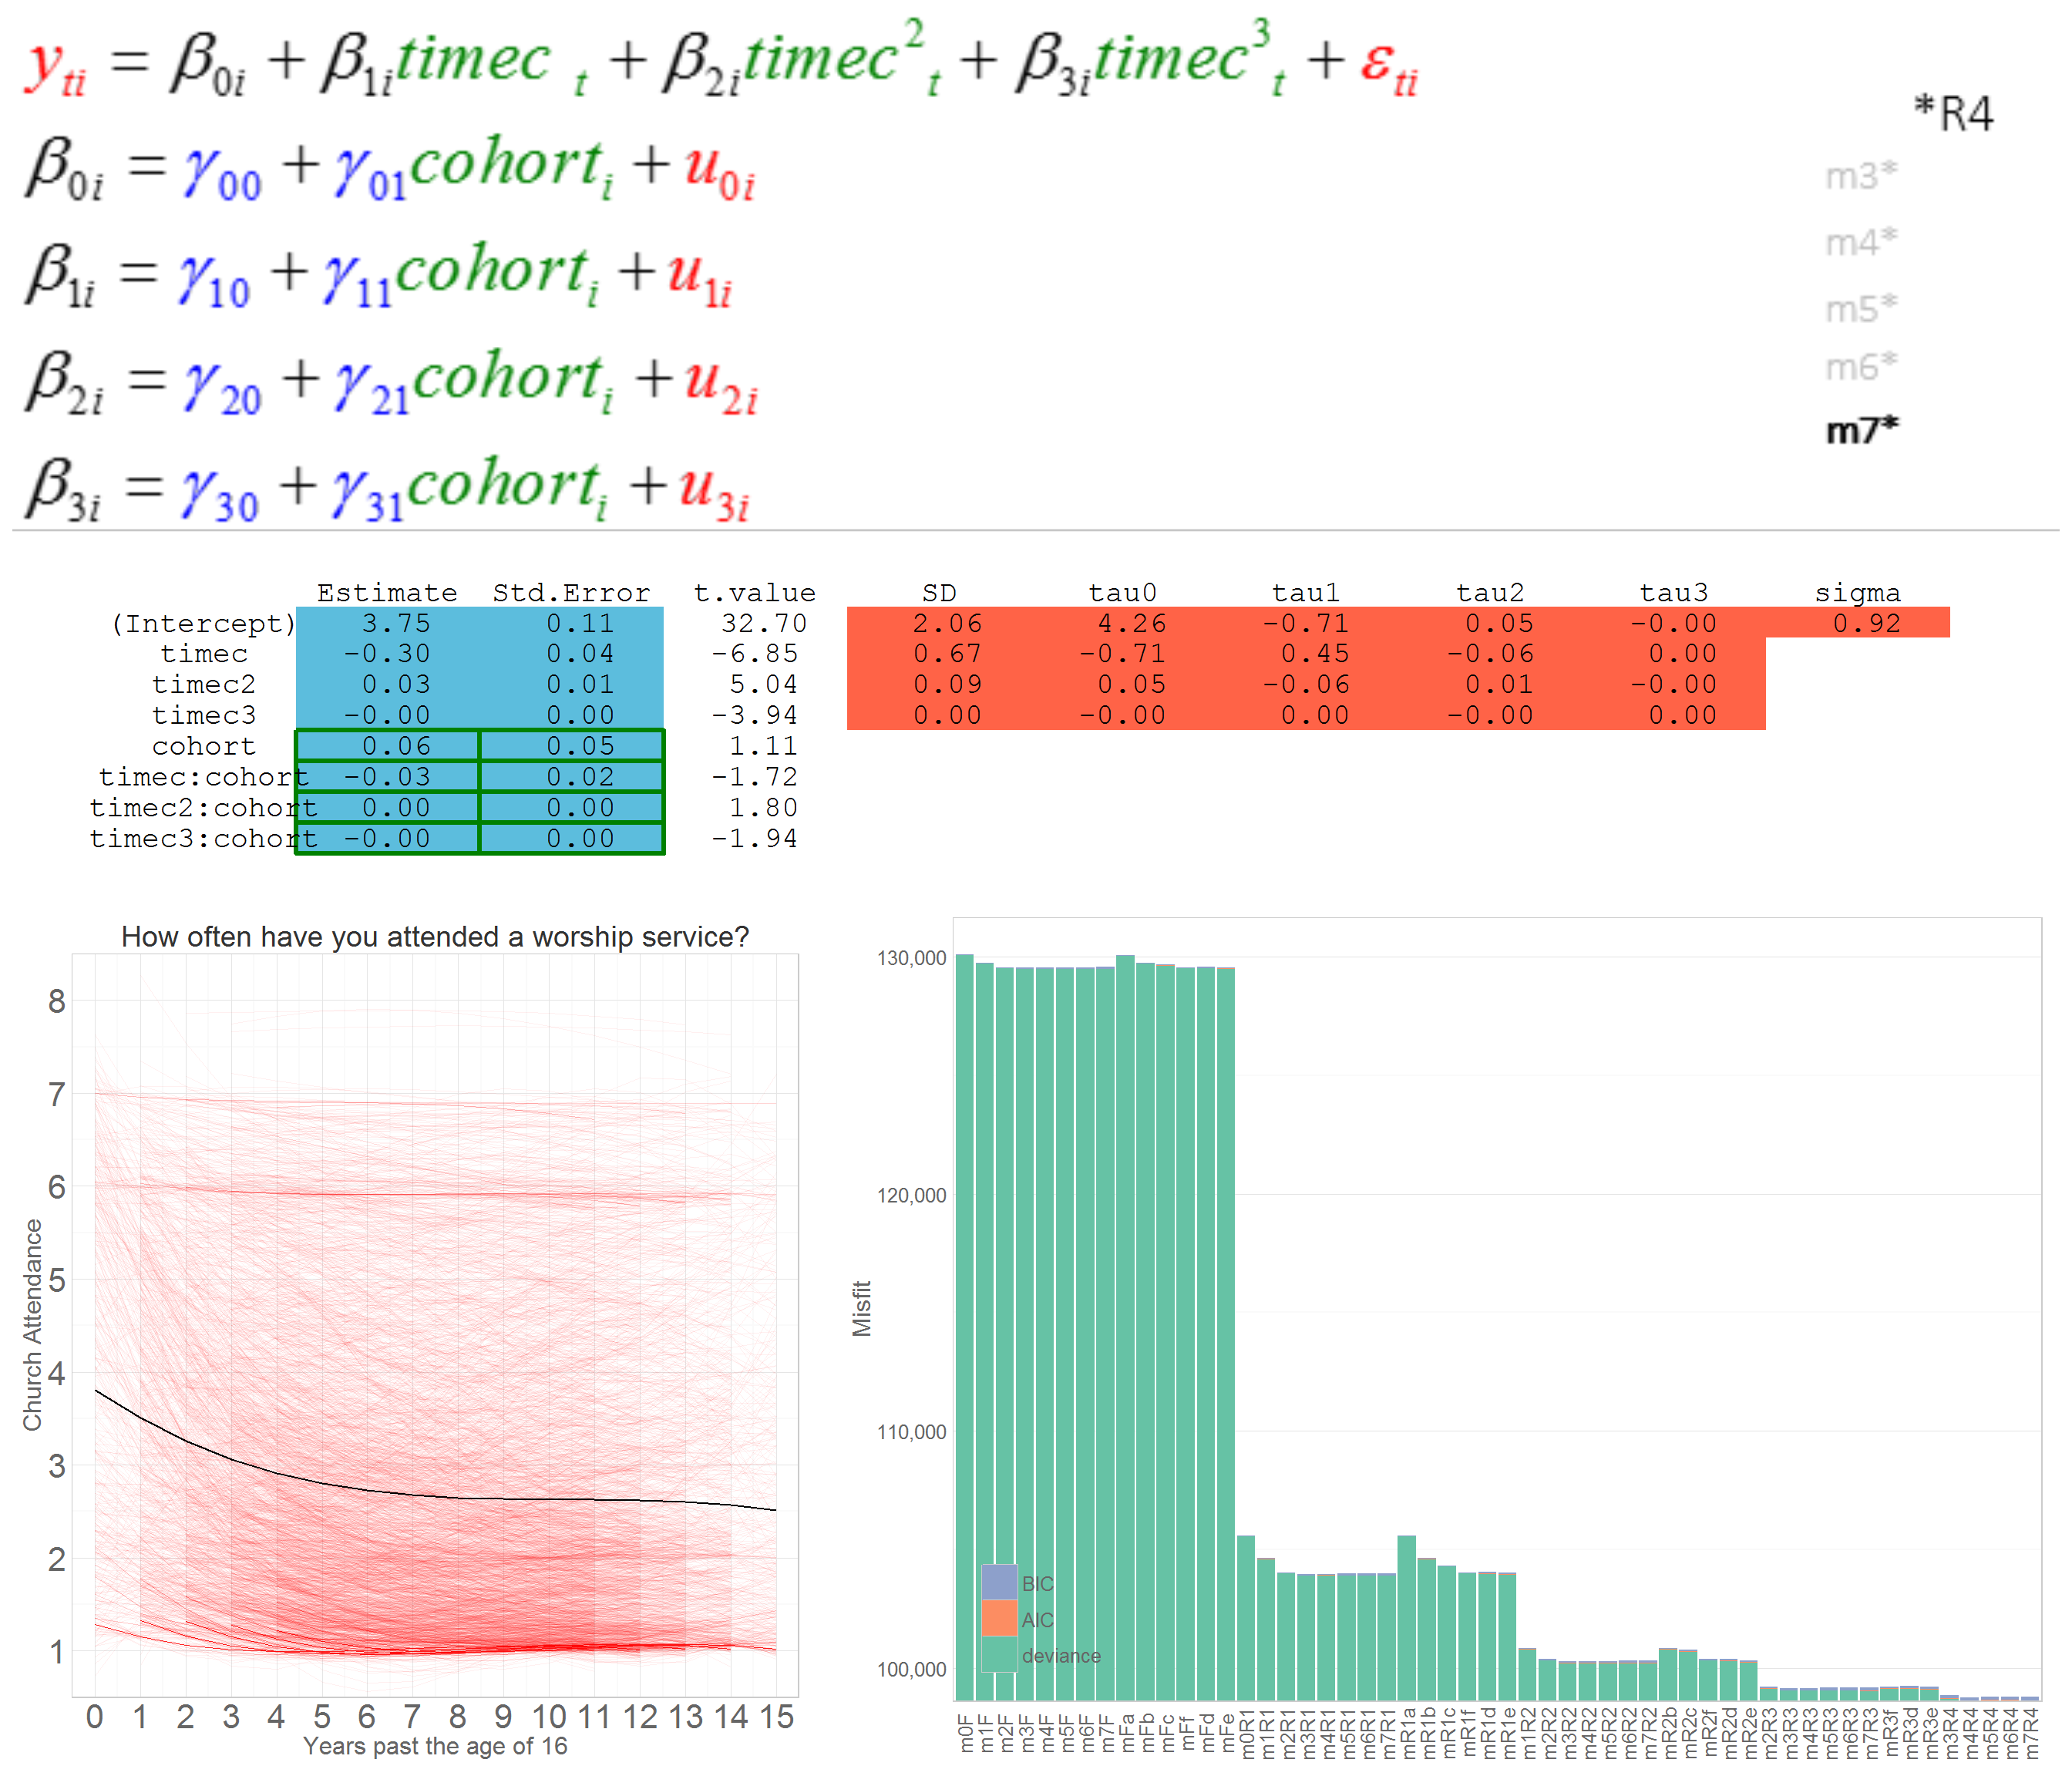 y_ti = β_0i + β_1i timec_t + β_2i timec²_t + β_3i timec³_t + ε_ti
*R4
β_0i = γ_00 + γ_01 cohort_i + u_0i
m3*
m4*
β_1i = γ_10 + γ_11 cohort_i + u_1i
m5*
β_2i = γ_20 + γ_21 cohort_i + u_2i
m6*
m7*
β_3i = γ_30 + γ_31 cohort_i + u_3i
Estimate Std.Error t.value SD tau0 tau1 tau2 tau3 sigma
(Intercept) 3.75 0.11 32.70 2.06 4.26 -0.71 0.05 -0.00 0.92
timec -0.30 0.04 -6.85 0.67 -0.71 0.45 -0.06 0.00
timec2 0.03 0.01 5.04 0.09 0.05 -0.06 0.01 -0.00
timec3 -0.00 0.00 -3.94 0.00 -0.00 0.00 -0.00 0.00
cohort 0.06 0.05 1.11
timec:cohort -0.03 0.02 -1.72
timec2:cohort 0.00 0.00 1.80
timec3:cohort -0.00 0.00 -1.94
How often have you attended a worship service?
Church Attendance
8
7
6
5
4
3
2
1
0 1 2 3 4 5 6 7 8 9 10 11 12 13 14 15
Years past the age of 16
Misfit
130,000
120,000
110,000
100,000
BIC
AIC
deviance
m0F m1F m2F m3F m4F m5F m6F m7F mFa mFb mFc mFf mFd mFe m0R1 m1R1 m2R1 m3R1 m4R1 m5R1 m6R1 m7R1 mR1a mR1b mR1c mR1f mR1d mR1e m1R2 m2R2 m3R2 m4R2 m5R2 m6R2 m7R2 mR2b mR2c mR2f mR2d mR2e m2R3 m3R3 m4R3 m5R3 m6R3 m7R3 mR3f mR3d mR3e m3R4 m4R4 m5R4 m6R4 m7R4